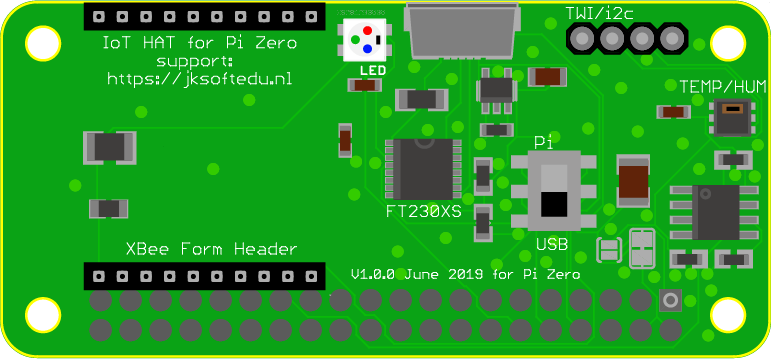 TWI/i2c
IoT HAT for Pi Zero
support:
https://jksoftedu.nl
LED
TEMP/HUM
Pi
FT230XS
USB
XBee Form Header
V1.0.0 June 2019 for Pi Zero